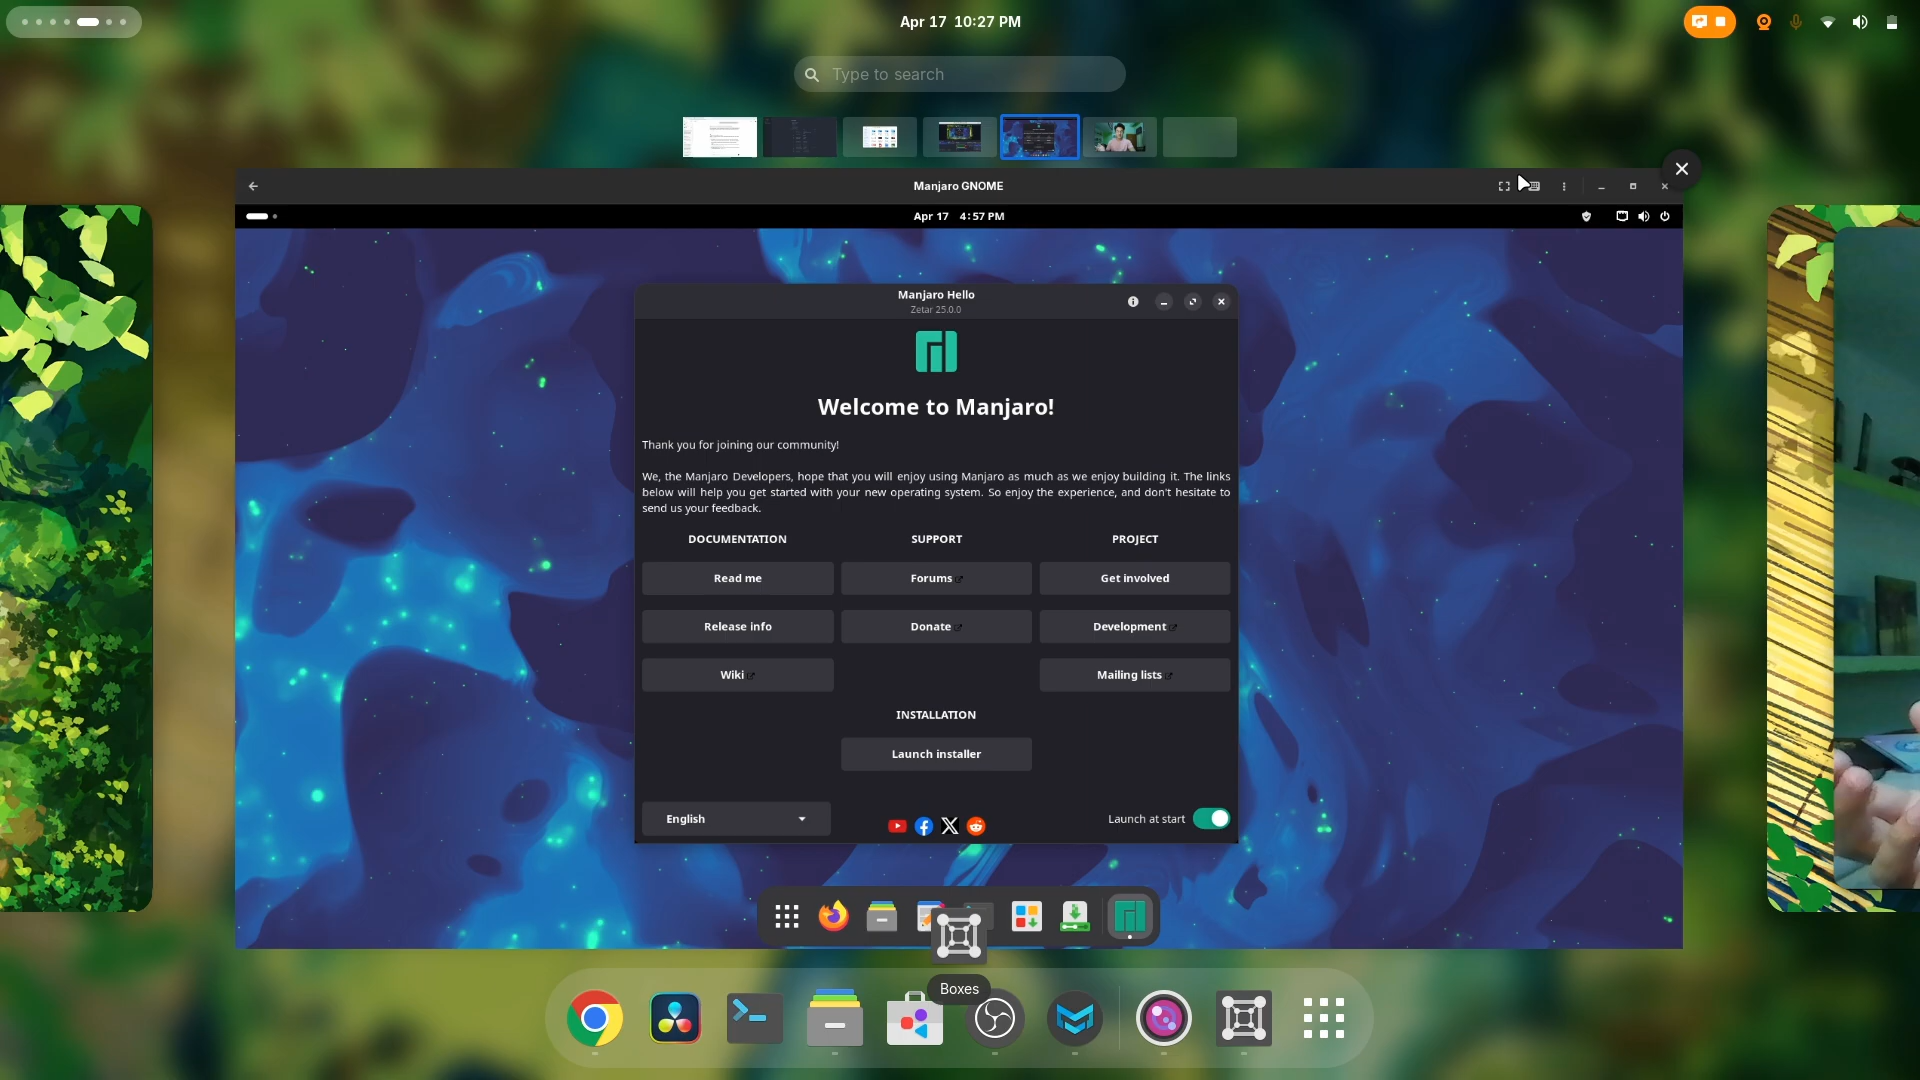 Apr 17 10:27 PM
Type to search
Manjaro GNOME
Apr 17 4:57 PM
Manjaro Hello
Zetar 25.0.0
Welcome to Manjaro!
Thank you for joining our community!
We, the Manjaro Developers, hope that you will enjoy using Manjaro as much as we enjoy building it. The links
below will help you get started with your new operating system. So enjoy the experience, and don't hesitate to
send us your feedback.
DOCUMENTATION SUPPORT PROJECT
Read me Forums Get involved
Release info Donate Development
Wiki Mailing lists
INSTALLATION
Launch installer
English Launch at start
Boxes